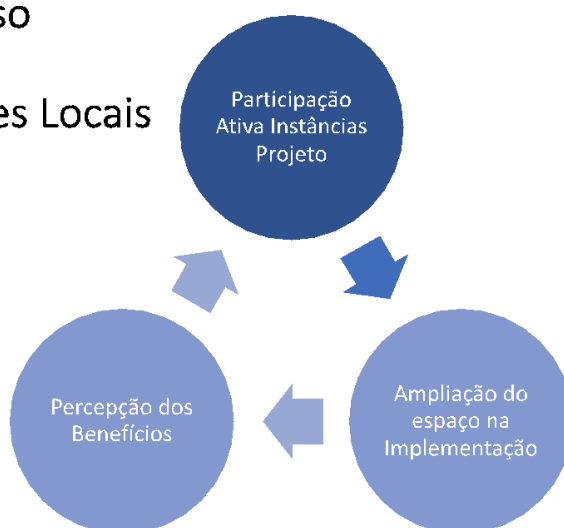 es Locais
Participação
Ativa Instâncias
Projeto
Ampliação do
espaço na
Implementação
Percepção dos
Benefícios